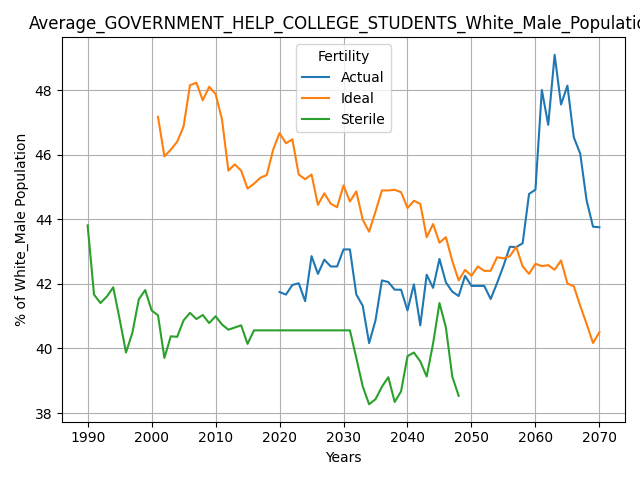 Average_GOVERNMENT_HELP_COLLEGE_STUDENTS_White_Male_Populatio
Fertility
Actual
Ideal
Sterile
% of White_Male Population
48
46
44
42
40
38
1990 2000 2010 2020 2030 2040 2050 2060 2070
Years